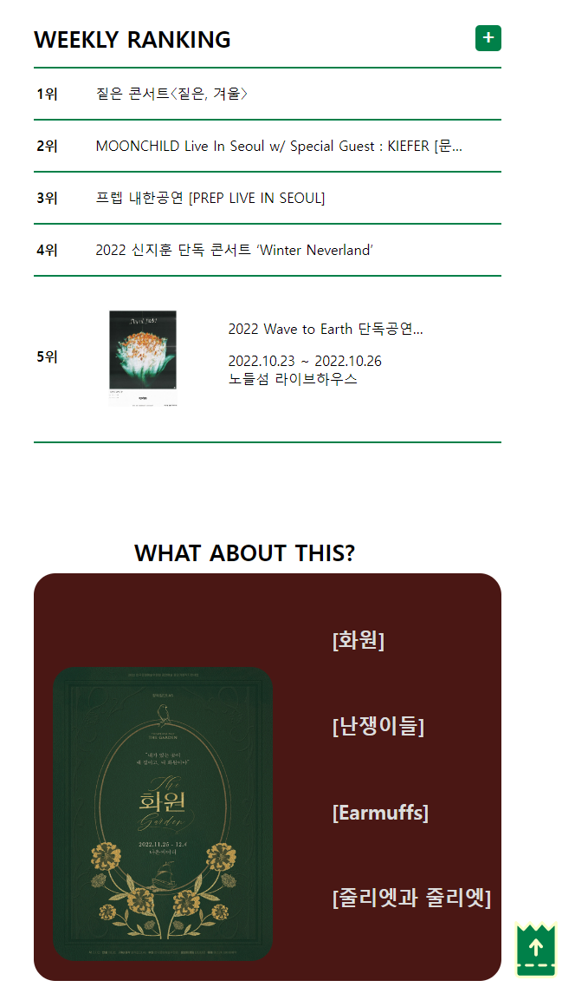 WEEKLY RANKING
+
1위 짙은 콘서트<짙은, 겨울>
2위 MOONCHILD Live In Seoul w/ Special Guest : KIEFER [문...
3위 프렙 내한공연 [PREP LIVE IN SEOUL]
4위 2022 신지훈 단독 콘서트 ‘Winter Neverland’
5위
2022 Wave to Earth 단독공연...
2022.10.23 ~ 2022.10.26
노들섬 라이브하우스
WHAT ABOUT THIS?
THE GARDEN
The
화원
Garden
2022.11.25 - 12.4
[화원]
[난쟁이들]
[Earmuffs]
[줄리엣과 줄리엣]